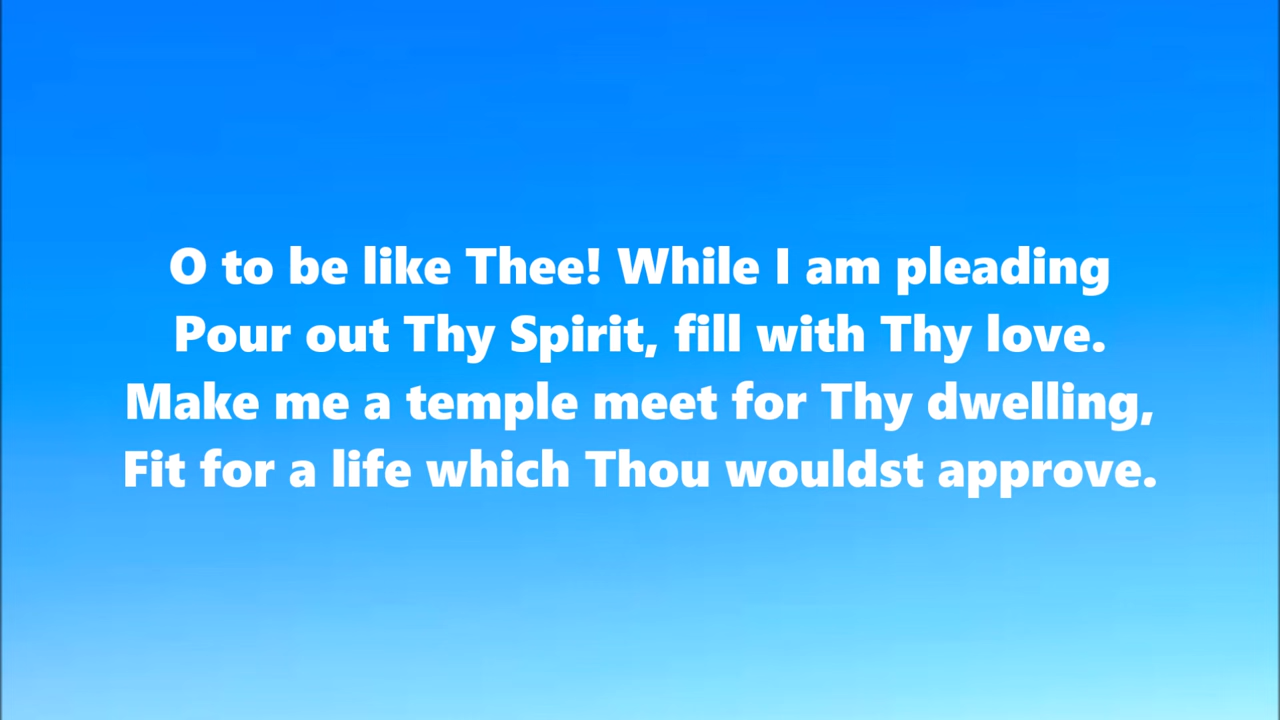 O to be like Thee! While I am pleading
Pour out Thy Spirit, fill with Thy love.
Make me a temple meet for Thy dwelling,
Fit for a life which Thou wouldst approve.